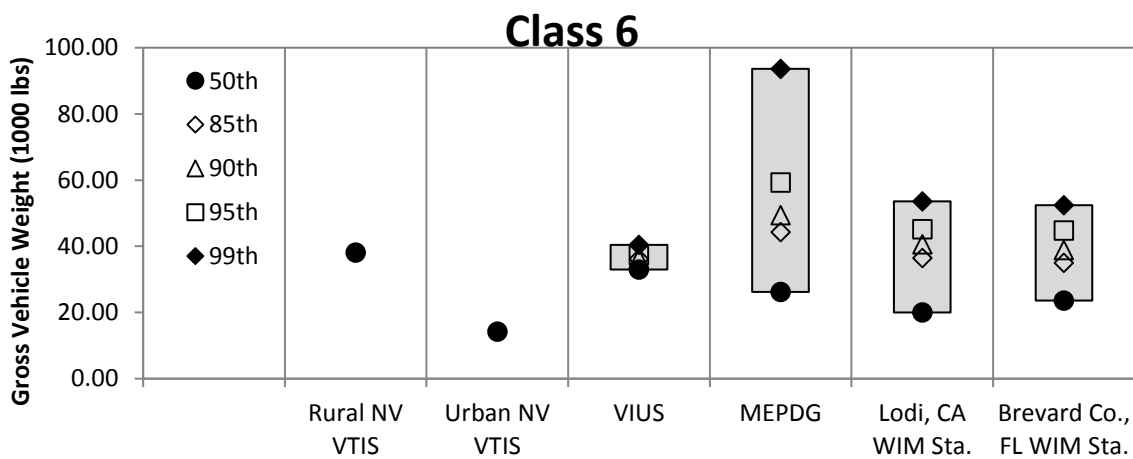 Class 6
Gross Vehicle Weight (1000 lbs)
100.00
80.00
60.00
40.00
20.00
0.00
50th
85th
90th
95th
99th
Rural NV
VTIS
Urban NV
VTIS
VIUS
MEPDG
Lodi, CA
WIM Sta.
Brevard Co.,
FL WIM Sta.